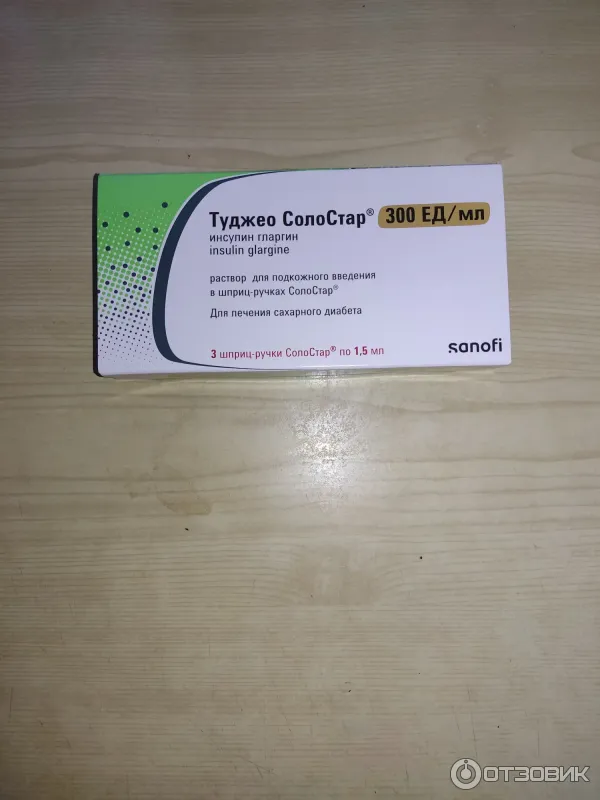 Туджео СолоСтар® 300 ЕД/мл
инсулин гларгин
insulin glargine
раствор для подкожного введения
в шприц-ручках СолоСтар®
Для лечения сахарного диабета
3 шприц-ручки СолоСтар® по 1,5 мл
sanofi
ОТЗОВИК